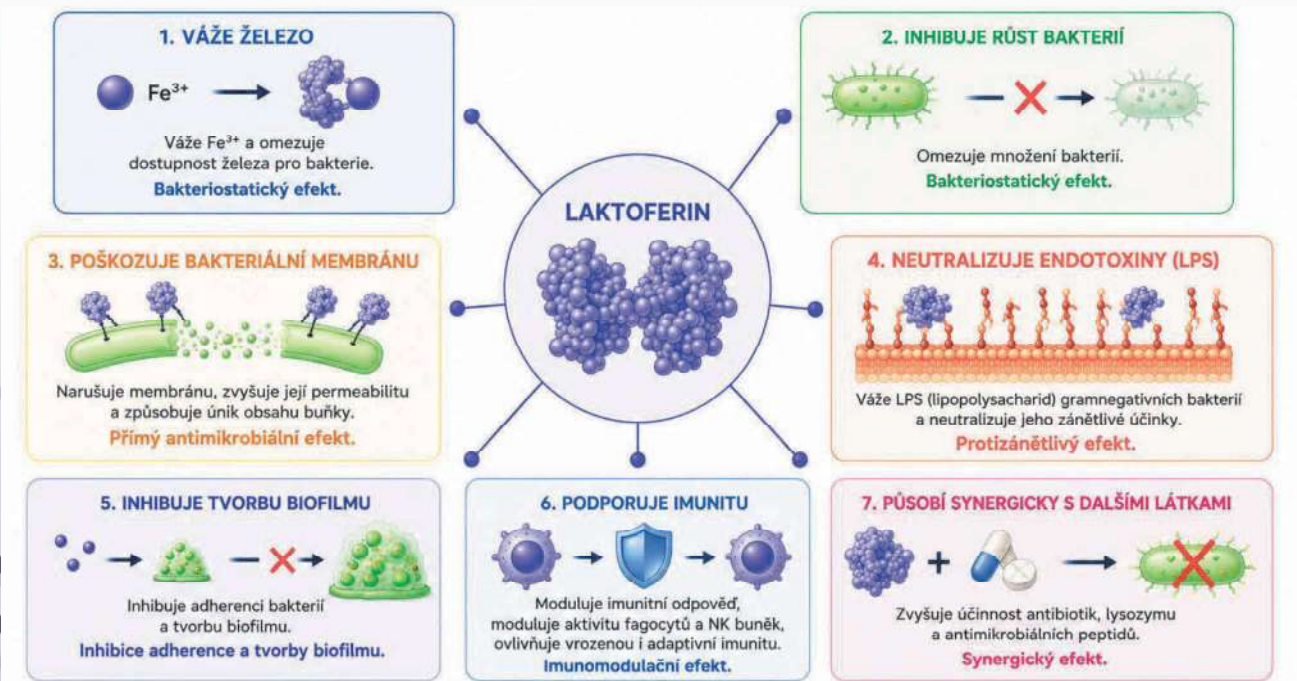 1. VÁŽE ŽELEZO
Fe³⁺
Váže Fe³⁺ a omezuje
dostupnost železa pro bakterie.
Bakteriostatický efekt.
2. INHIBUJE RŮST BAKTERIÍ
Omezuje množení bakterií.
Bakteriostatický efekt.
LAKTOFERIN
3. POŠKOZUJE BAKTERIÁLNÍ MEMBRÁNU
Narušuje membránu, zvyšuje její permeabilitu
a způsobuje únik obsahu buňky.
Přímý antimikrobiální efekt.
4. NEUTRALIZUJE ENDOTOXINY (LPS)
Váže LPS (lipopolysacharid) gramnegativních bakterií
a neutralizuje jeho zánětlivé účinky.
Protizánětlivý efekt.
5. INHIBUJE TVORBU BIOFILMU
Inhibuje adherenci bakterií
a tvorbu biofilmu.
Inhibice adherence a tvorby biofilmu.
6. PODPORUJE IMUNITU
Moduluje imunitní odpověď,
moduluje aktivitu fagocytů a NK buněk,
ovlivňuje vrozenou i adaptivní imunitu.
Imunomodulační efekt.
7. PŮSOBÍ SYNERGICKY S DALŠÍMI LÁTKAMI
+
Zvyšuje účinnost antibiotik, lysozymu
a antimikrobiálních peptidů.
Synergický efekt.